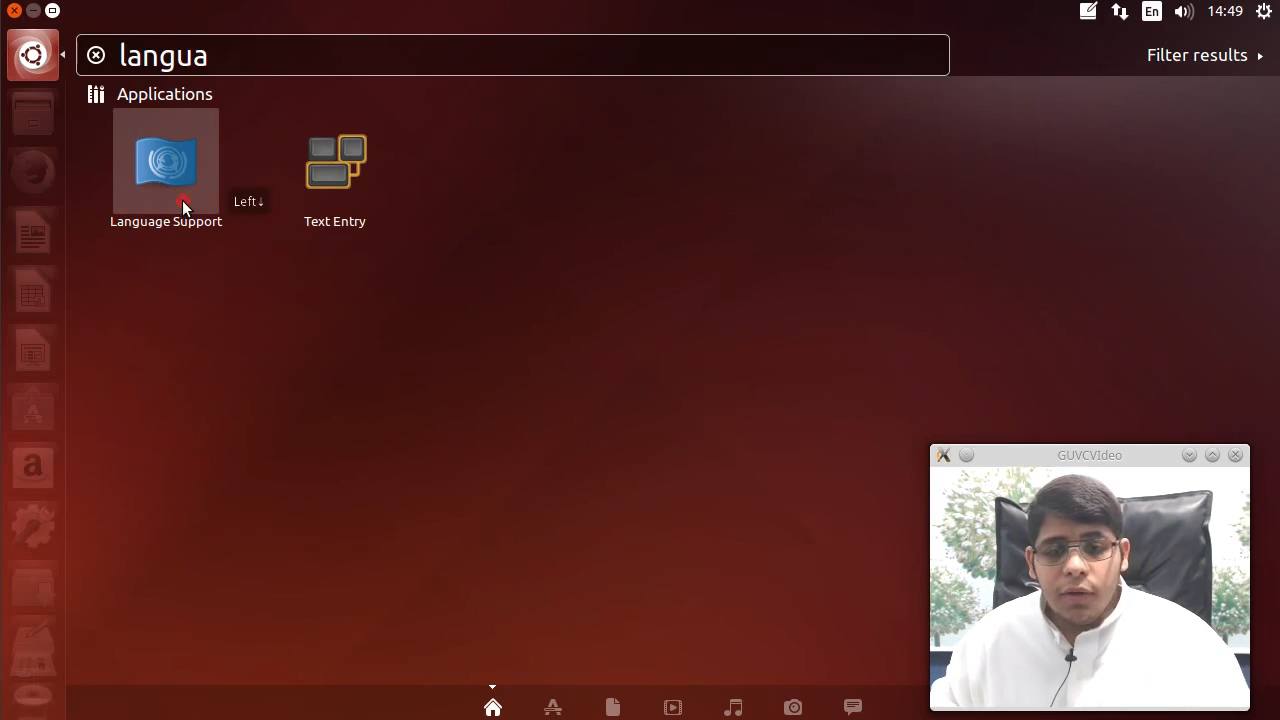 En
14:49
langua
Filter results
Applications
Left↓
Language Support
Text Entry
GUVCVIdeo